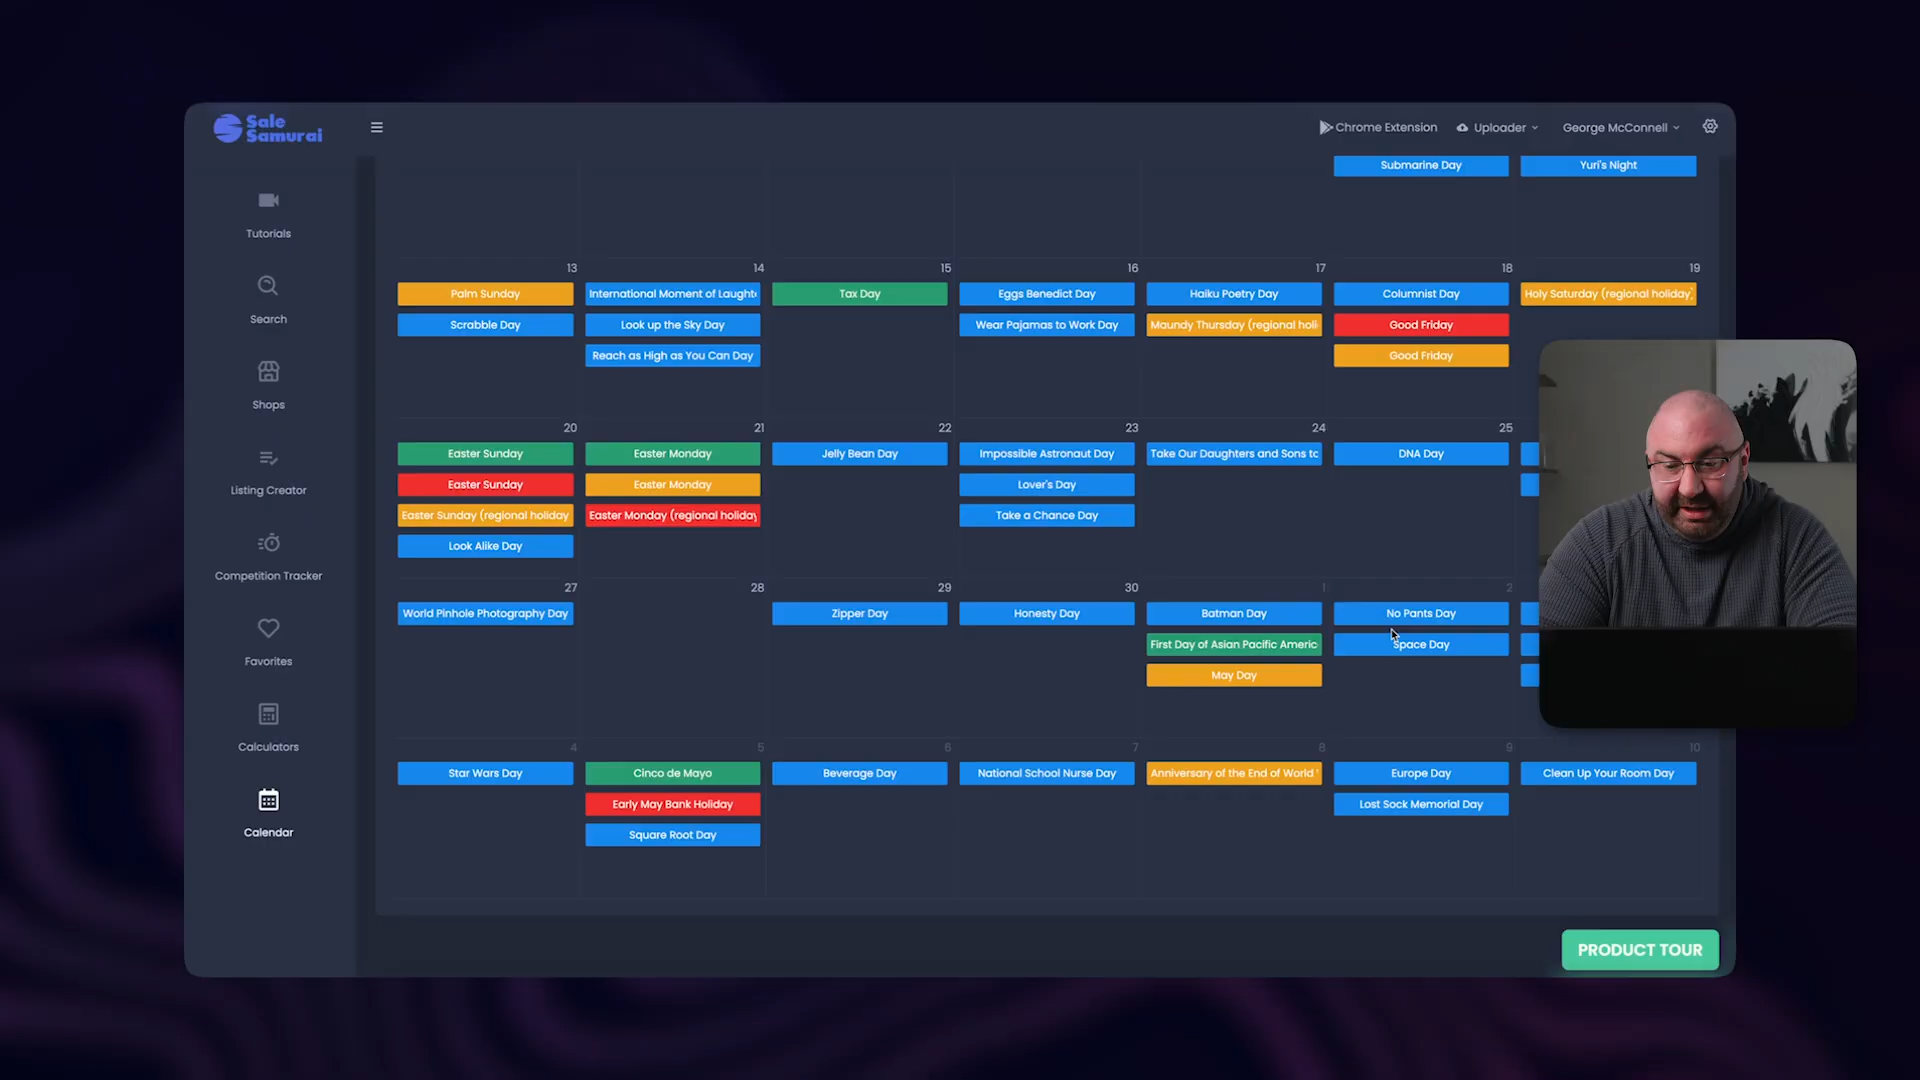 Sale
Samurai
Chrome Extension
Uploader
George McConnell
Tutorials
Search
Shops
Listing Creator
Competition Tracker
Favorites
Calculators
Calendar
Submarine Day
Yuri's Night
13
14
15
16
17
18
19
Palm Sunday
International Moment of Laught
Tax Day
Eggs Benedict Day
Haiku Poetry Day
Columnist Day
Holy Saturday (regional holiday)
Scrabble Day
Look up the Sky Day
Wear Pajamas to Work Day
Maundy Thursday (regional holi
Good Friday
Reach as High as You Can Day
Good Friday
20
21
22
23
24
25
Easter Sunday
Easter Monday
Jelly Bean Day
Impossible Astronaut Day
Take Our Daughters and Sons to
DNA Day
Easter Sunday
Easter Monday
Lover's Day
Easter Sunday (regional holiday
Easter Monday (regional holiday
Take a Chance Day
Look Alike Day
27
28
29
30
1
2
World Pinhole Photography Day
Zipper Day
Honesty Day
Batman Day
No Pants Day
First Day of Asian Pacific Americ
Space Day
May Day
4
5
6
7
8
9
10
Star Wars Day
Cinco de Mayo
Beverage Day
National School Nurse Day
Anniversary of the End of World
Europe Day
Clean Up Your Room Day
Early May Bank Holiday
Lost Sock Memorial Day
Square Root Day
PRODUCT TOUR